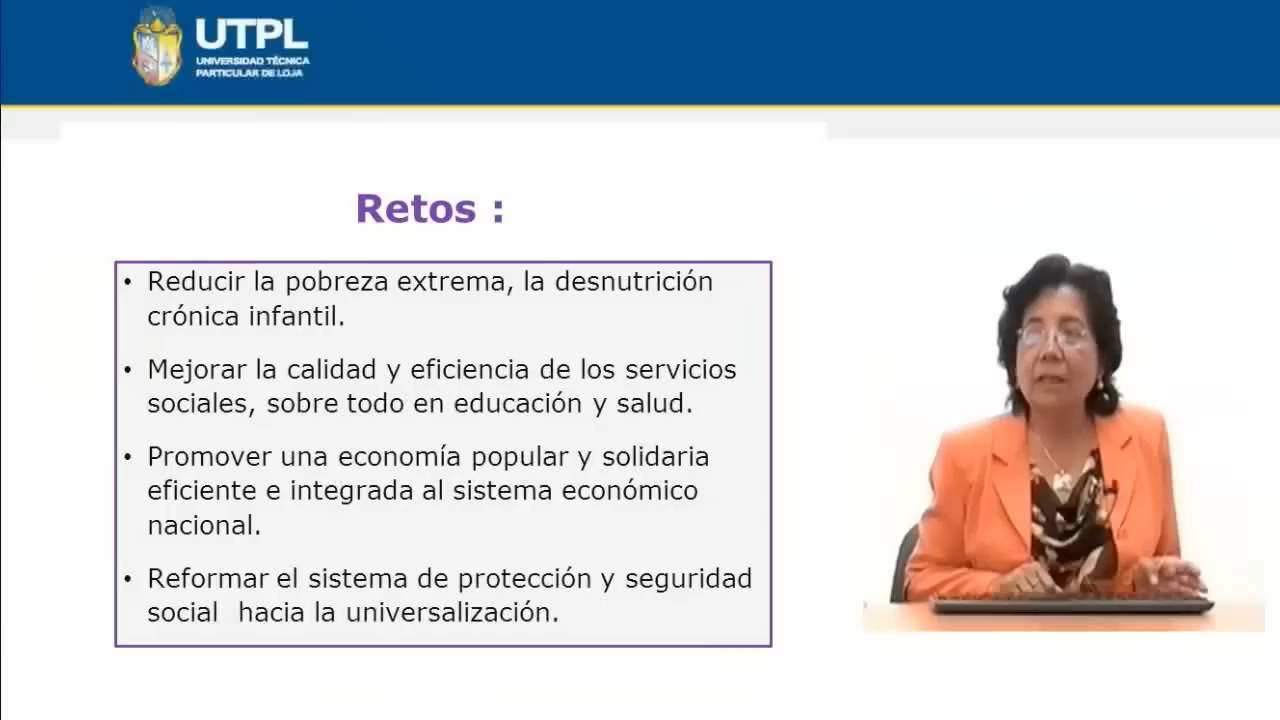 UTPL
UNIVERSIDAD TÉCNICA
PARTICULAR DE LOJA
Retos :
• Reducir la pobreza extrema, la desnutrición
crónica infantil.
• Mejorar la calidad y eficiencia de los servicios
sociales, sobre todo en educación y salud.
• Promover una economía popular y solidaria
eficiente e integrada al sistema económico
nacional.
• Reformar el sistema de protección y seguridad
social  hacia la universalización.